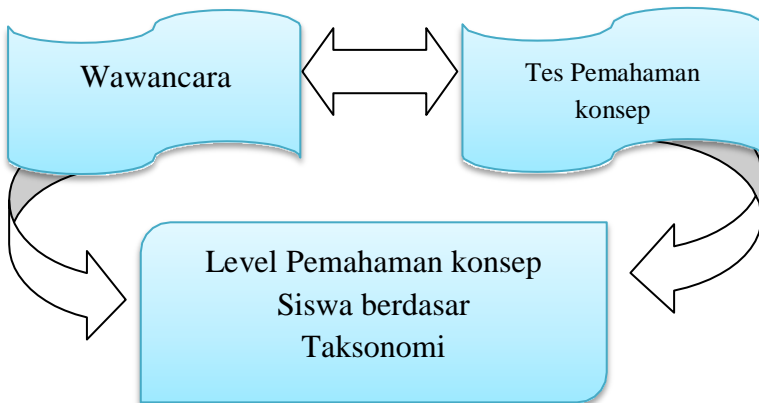 Wawancara
Tes Pemahaman
konsep
Level Pemahaman konsep
Siswa berdasar
Taksonomi